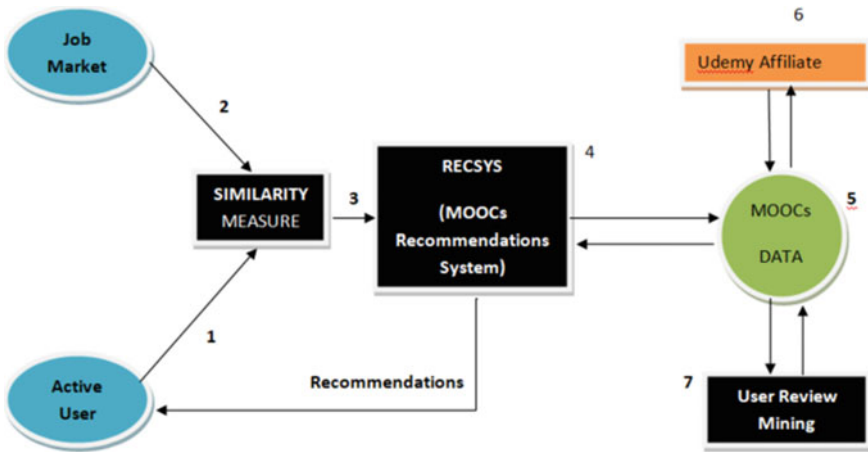 Job
Market
2
6
Udemy Affiliate
SIMILARITY
MEASURE
3
RECSYS
(MOOCs
Recommendations
System)
4
MOOCs
DATA
5
1
Active
User
Recommendations
7
User Review
Mining